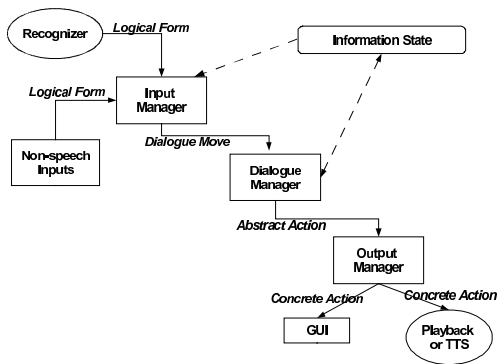 Recognizer
Logical Form
Information State
Logical Form
Input
Manager
Non-speech
Inputs
Dialogue Move
Dialogue
Manager
Abstract Action
Output
Manager
Concrete Action
Concrete Action
GUI
Playback
or TTS